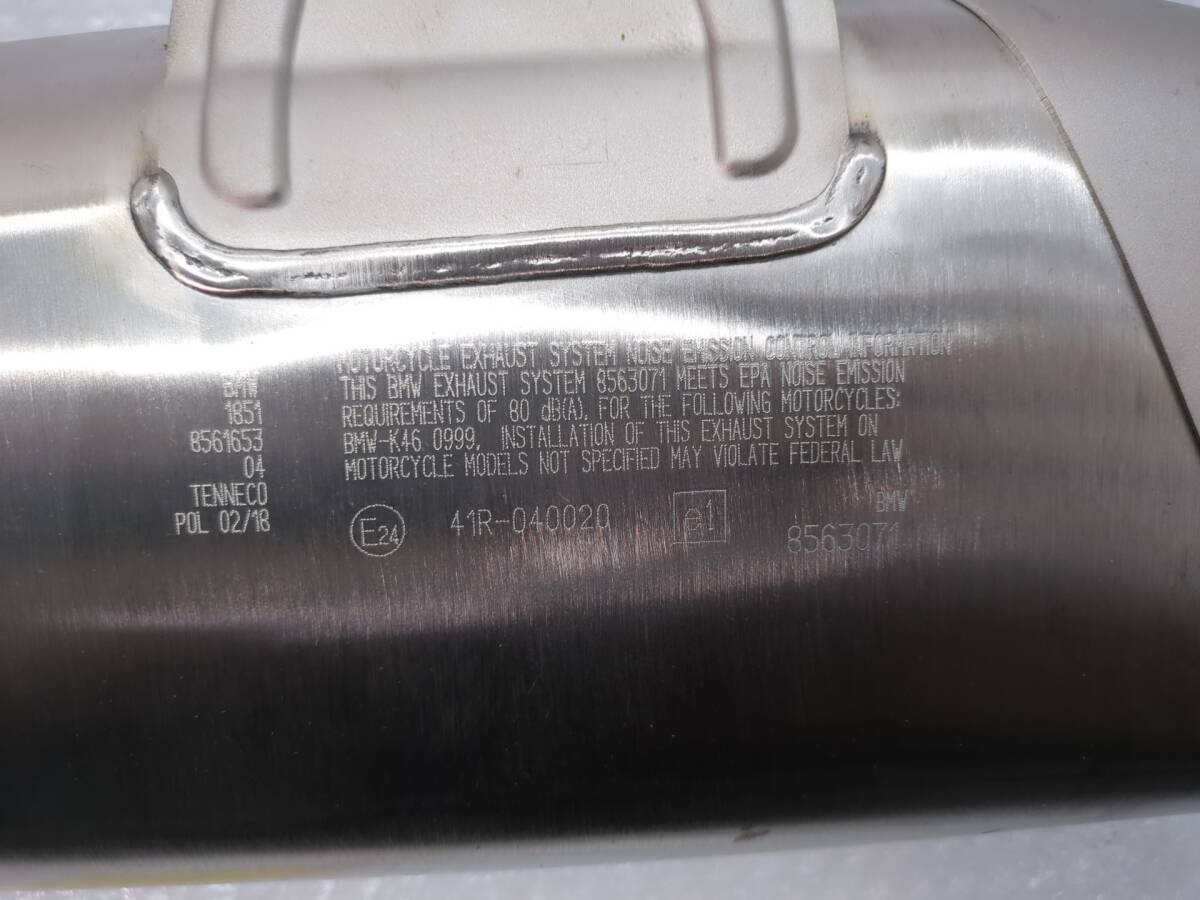 BMW
1851
8561653
04
TENNECO
POL 02/18
MOTORCYCLE EXHAUST SYSTEM NOISE EMISSION CONTROL INFORMATION
THIS BMW EXHAUST SYSTEM 8563071 MEETS EPA NOISE EMISSION
REQUIREMENTS OF 80 dB(A). FOR THE FOLLOWING MOTORCYCLES:
BMW-K46 0999. INSTALLATION OF THIS EXHAUST SYSTEM ON
MOTORCYCLE MODELS NOT SPECIFIED MAY VIOLATE FEDERAL LAW
E24 41R-040020 e1
BMW
8563071